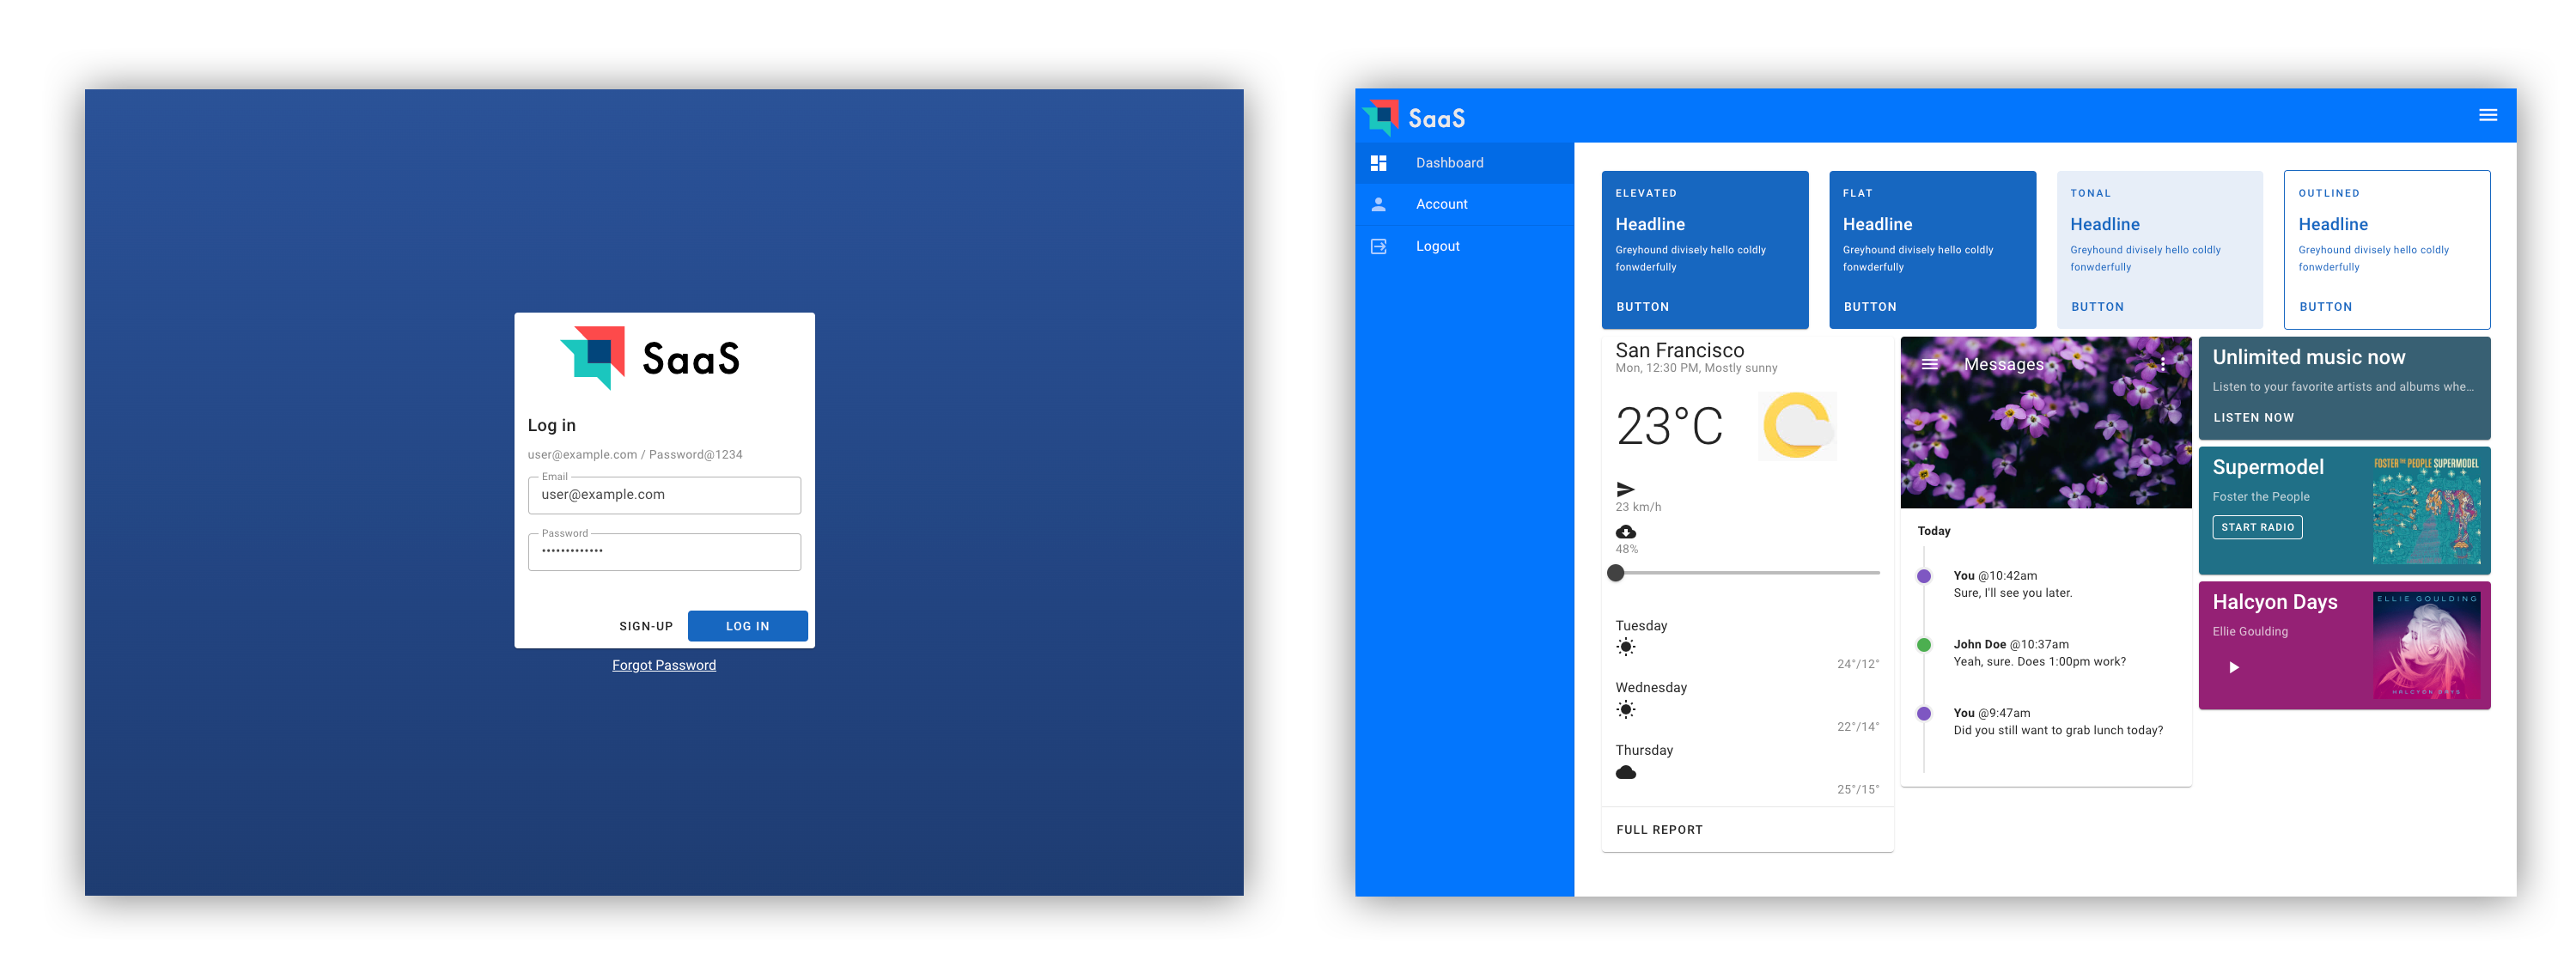 SaaS
Log in
user@example.com / Password@1234
Email
user@example.com
Password
•••••••••••••
SIGN-UP
LOG IN
Forgot Password
SaaS
Dashboard
Account
Logout
ELEVATED
Headline
Greyhound divisely hello coldly
fonwderfully
BUTTON
FLAT
Headline
Greyhound divisely hello coldly
fonwderfully
BUTTON
TONAL
Headline
Greyhound divisely hello coldly
fonwderfully
BUTTON
OUTLINED
Headline
Greyhound divisely hello coldly
fonwderfully
BUTTON
San Francisco
Mon, 12:30 PM, Mostly sunny
23°C
23 km/h
48%
Tuesday
24°/12°
Wednesday
22°/14°
Thursday
25°/15°
FULL REPORT
Messages
Today
You @10:42am
Sure, I'll see you later.
John Doe @10:37am
Yeah, sure. Does 1:00pm work?
You @9:47am
Did you still want to grab lunch today?
Unlimited music now
Listen to your favorite artists and albums whe...
LISTEN NOW
Supermodel
Foster the People
START RADIO
FOSTER THE PEOPLE SUPERMODEL
Halcyon Days
Ellie Goulding
ELLIE GOULDING
HALCYON DAYS